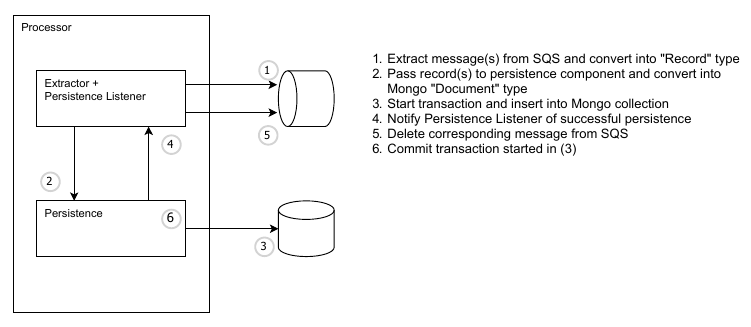 Processor
Extractor +
Persistence Listener
1
5
2
4
Persistence
6
3
1. Extract message(s) from SQS and convert into "Record" type
2. Pass record(s) to persistence component and convert into
Mongo "Document" type
3. Start transaction and insert into Mongo collection
4. Notify Persistence Listener of successful persistence
5. Delete corresponding message from SQS
6. Commit transaction started in (3)